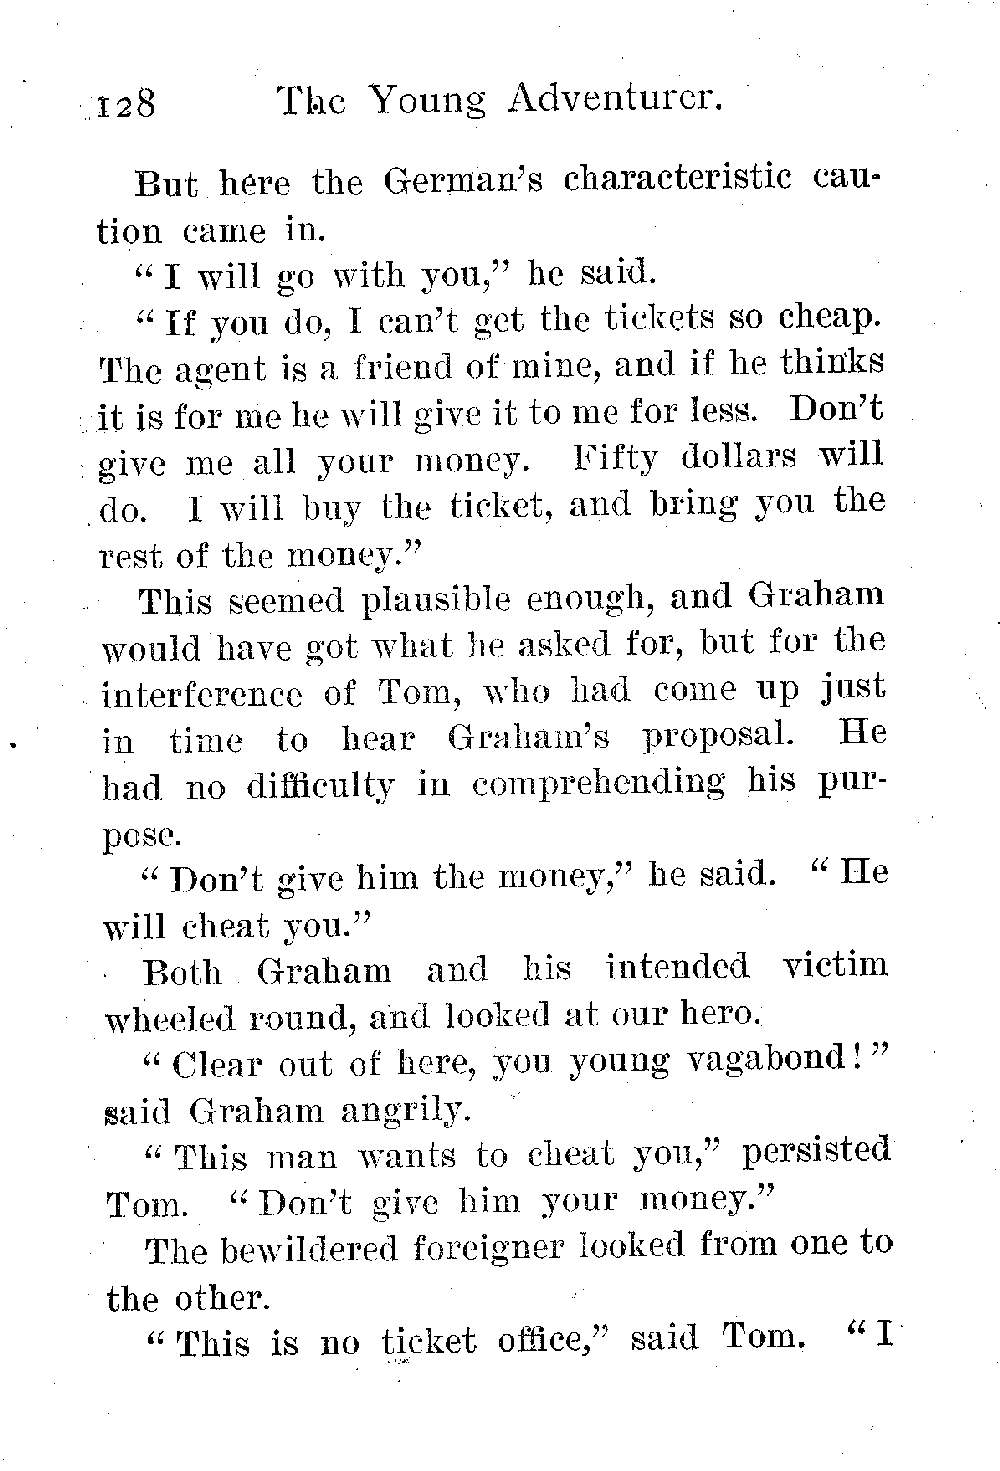 128 The Young Adventurer.
But here the German's characteristic cau-
tion came in.
“I will go with you,” he said.
“If you do, I can't get the tickets so cheap.
The agent is a friend of mine, and if he thinks
it is for me he will give it to me for less. Don't
give me all your money. Fifty dollars will
do. I will buy the ticket, and bring you the
rest of the money.”
This seemed plausible enough, and Graham
would have got what he asked for, but for the
interference of Tom, who had come up just
in time to hear Graham's proposal. He
had no difficulty in comprehending his pur-
pose.
“Don't give him the money,” he said. “He
will cheat you.”
Both Graham and his intended victim
wheeled round, and looked at our hero.
“Clear out of here, you young vagabond!”
said Graham angrily.
“This man wants to cheat you,” persisted
Tom. “Don't give him your money.”
The bewildered foreigner looked from one to
the other.
“This is no ticket office,” said Tom. “I